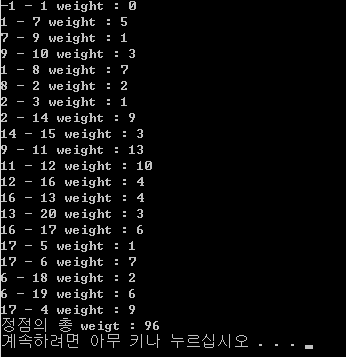 -1 - 1 weight : 0
1 - 7 weight : 5
7 - 9 weight : 1
9 - 10 weight : 3
1 - 8 weight : 7
8 - 2 weight : 2
2 - 3 weight : 1
2 - 14 weight : 9
14 - 15 weight : 3
9 - 11 weight : 13
11 - 12 weight : 10
12 - 16 weight : 4
16 - 13 weight : 4
13 - 20 weight : 3
16 - 17 weight : 6
17 - 5 weight : 1
17 - 6 weight : 7
6 - 18 weight : 2
6 - 19 weight : 6
17 - 4 weight : 9
정점의 총 weigt : 96
계속하려면 아무 키나 누르십시오 . . .